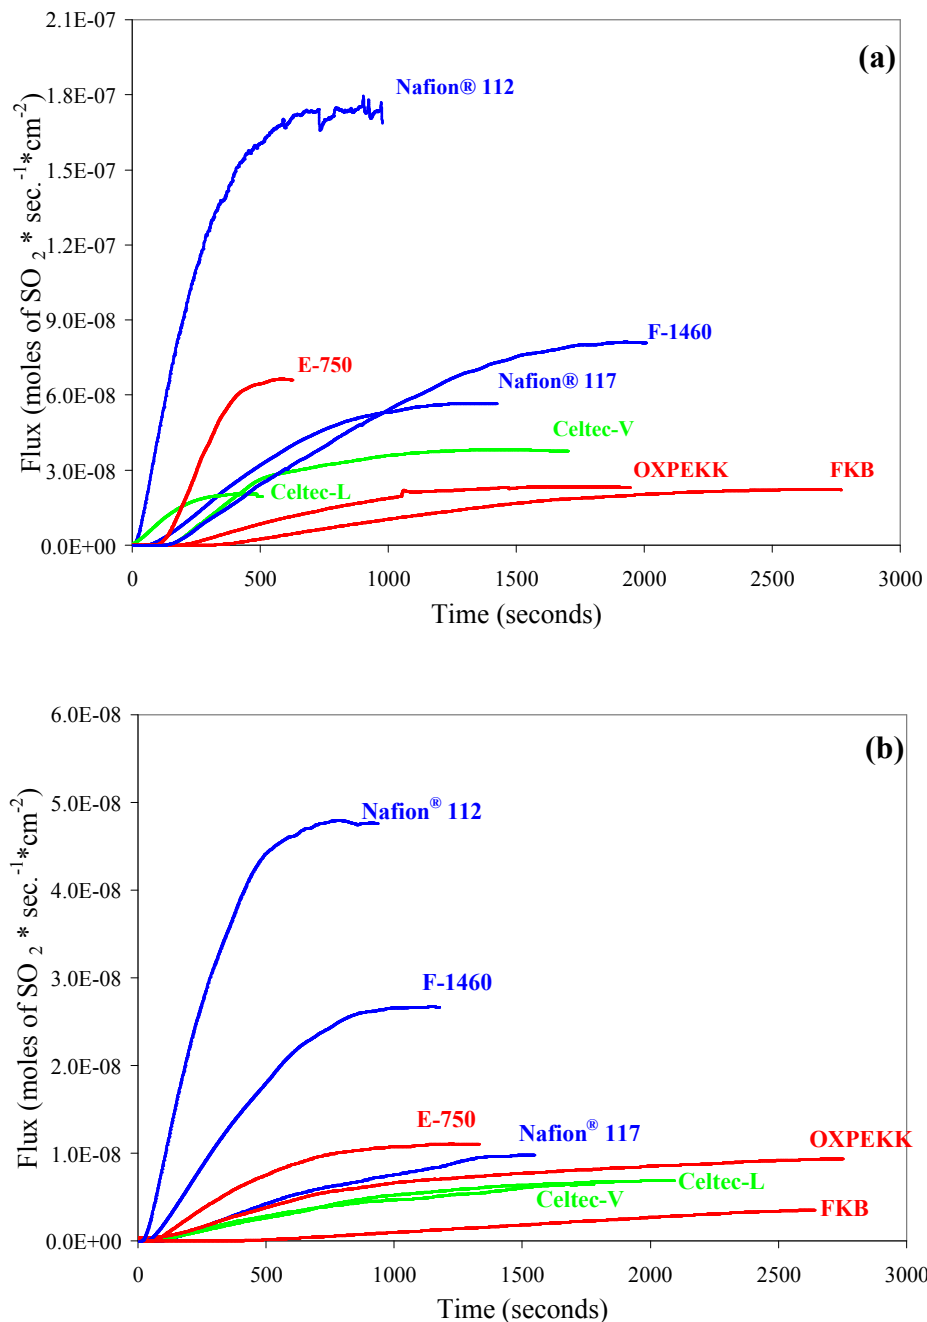 2.1E-07
(a)
Nafion® 112
1.8E-07
1.5E-07
1.2E-07
9.0E-08
6.0E-08
3.0E-08
0.0E+00
Flux (moles of SO 2 * sec.-1*cm-2)
F-1460
E-750
Nafion® 117
Celtec-V
OXPEKK
FKB
Celtec-L
0
500
1000
1500
2000
2500
3000
Time (seconds)
6.0E-08
(b)
5.0E-08
4.0E-08
3.0E-08
2.0E-08
1.0E-08
0.0E+00
Flux (moles of SO 2 * sec.-1*cm-2)
Nafion® 112
F-1460
E-750
Nafion® 117
OXPEKK
Celtec-L
Celtec-V
FKB
0
500
1000
1500
2000
2500
3000
Time (seconds)